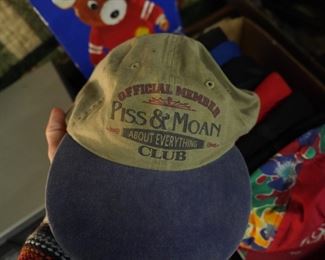 OFFICIAL MEMBER
PISS & MOAN
ABOUT EVERYTHING
CLUB